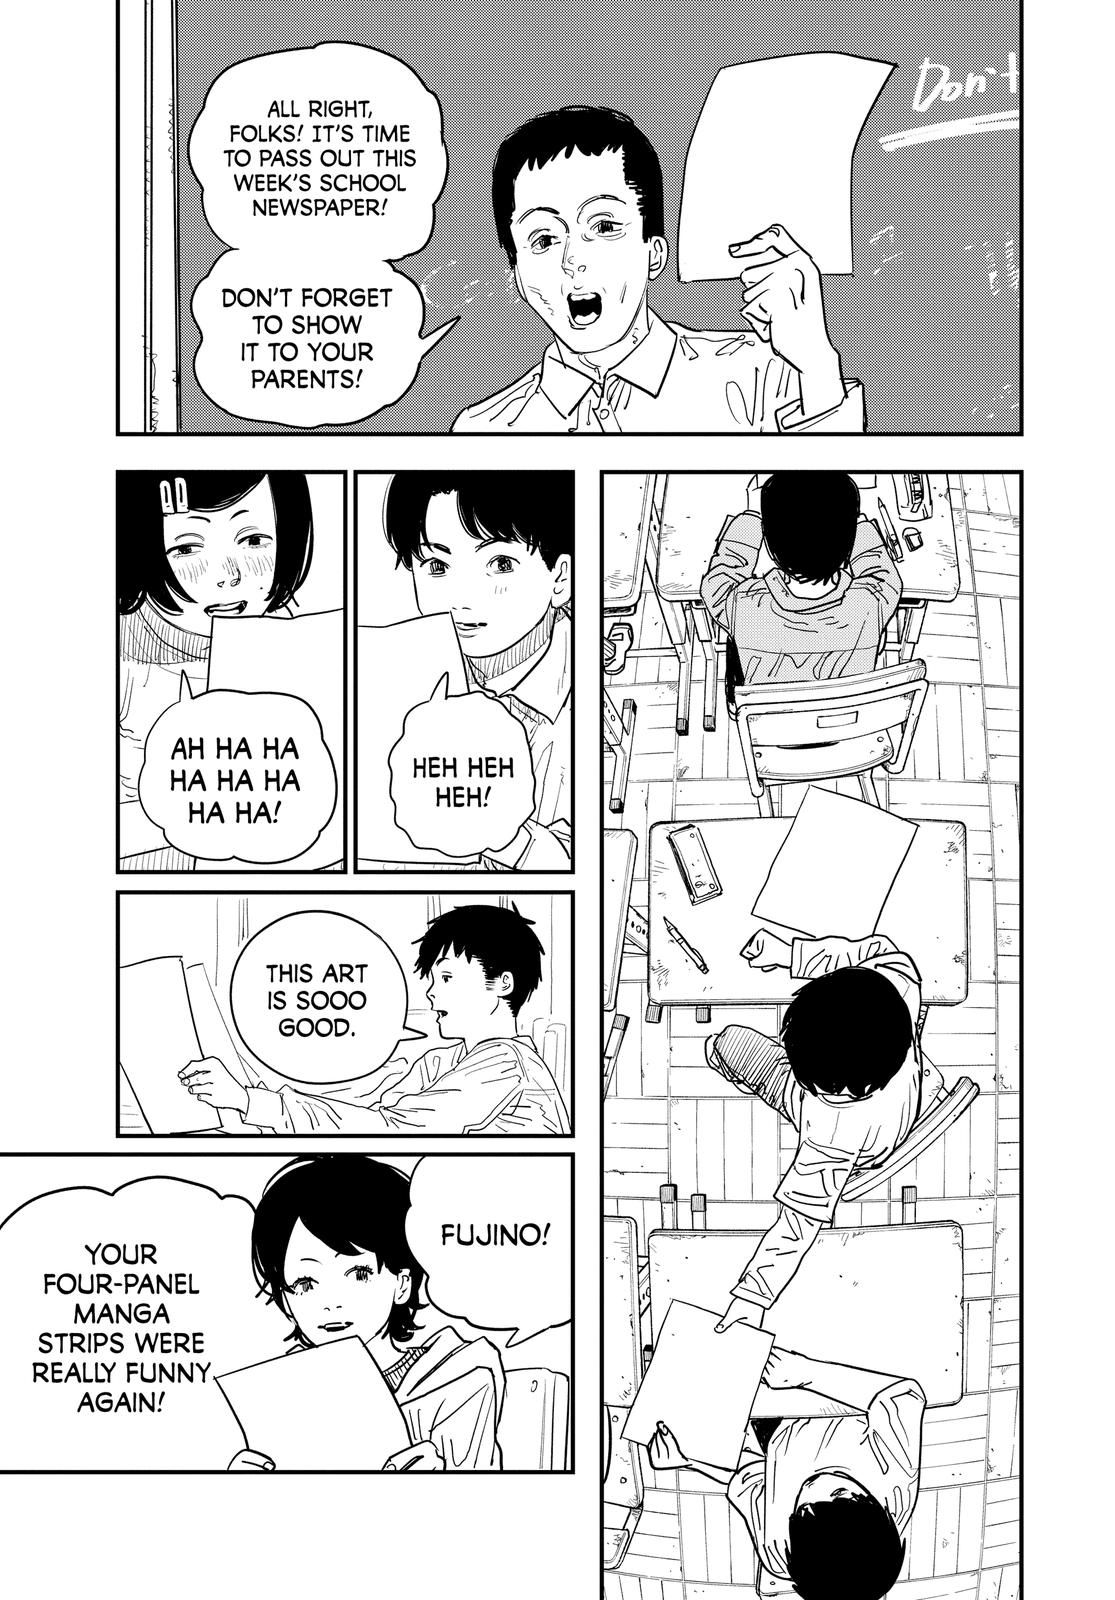 ALL RIGHT,
FOLKS! IT'S TIME
TO PASS OUT THIS
WEEK'S SCHOOL
NEWSPAPER!
DON'T FORGET
TO SHOW
IT TO YOUR
PARENTS!
Don't
HEH HEH
HEH!
AH HA HA
HA HA HA
HA HA!
THIS ART
IS SOOO
GOOD.
FUJINO!
YOUR
FOUR-PANEL
MANGA
STRIPS WERE
REALLY FUNNY
AGAIN!